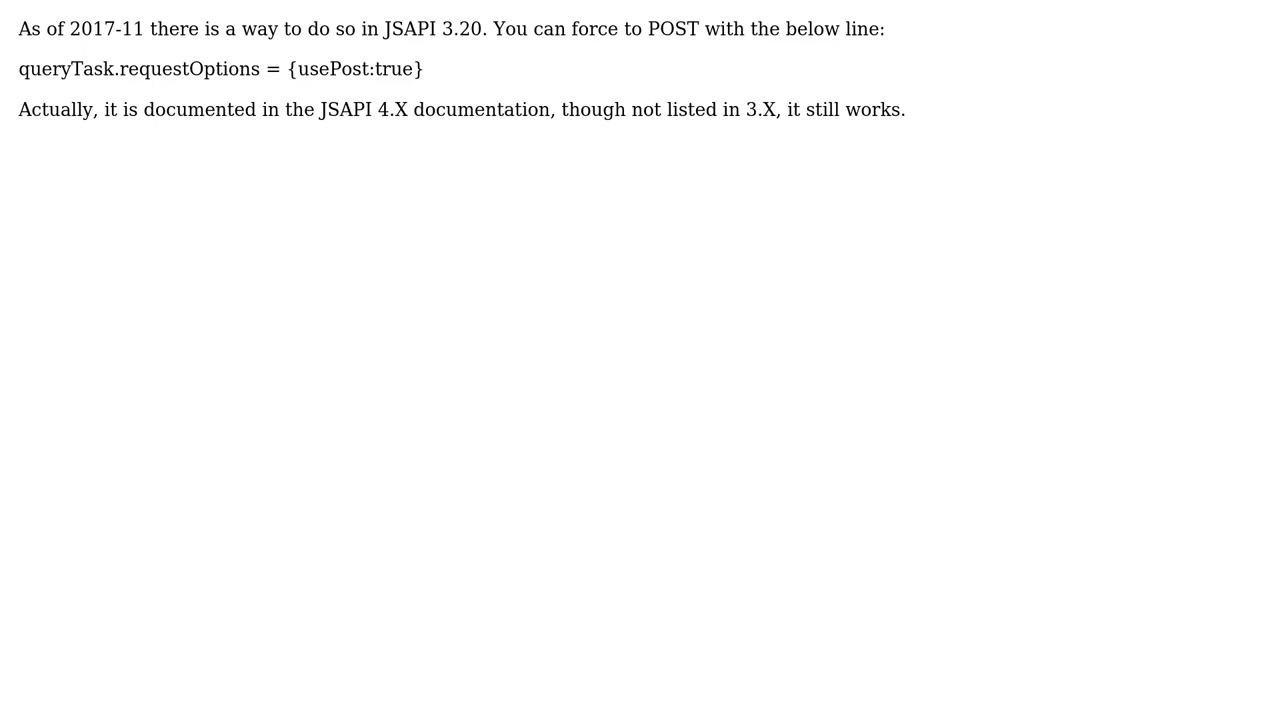 As of 2017-11 there is a way to do so in JSAPI 3.20. You can force to POST with the below line:
queryTask.requestOptions = {usePost:true}
Actually, it is documented in the JSAPI 4.X documentation, though not listed in 3.X, it still works.